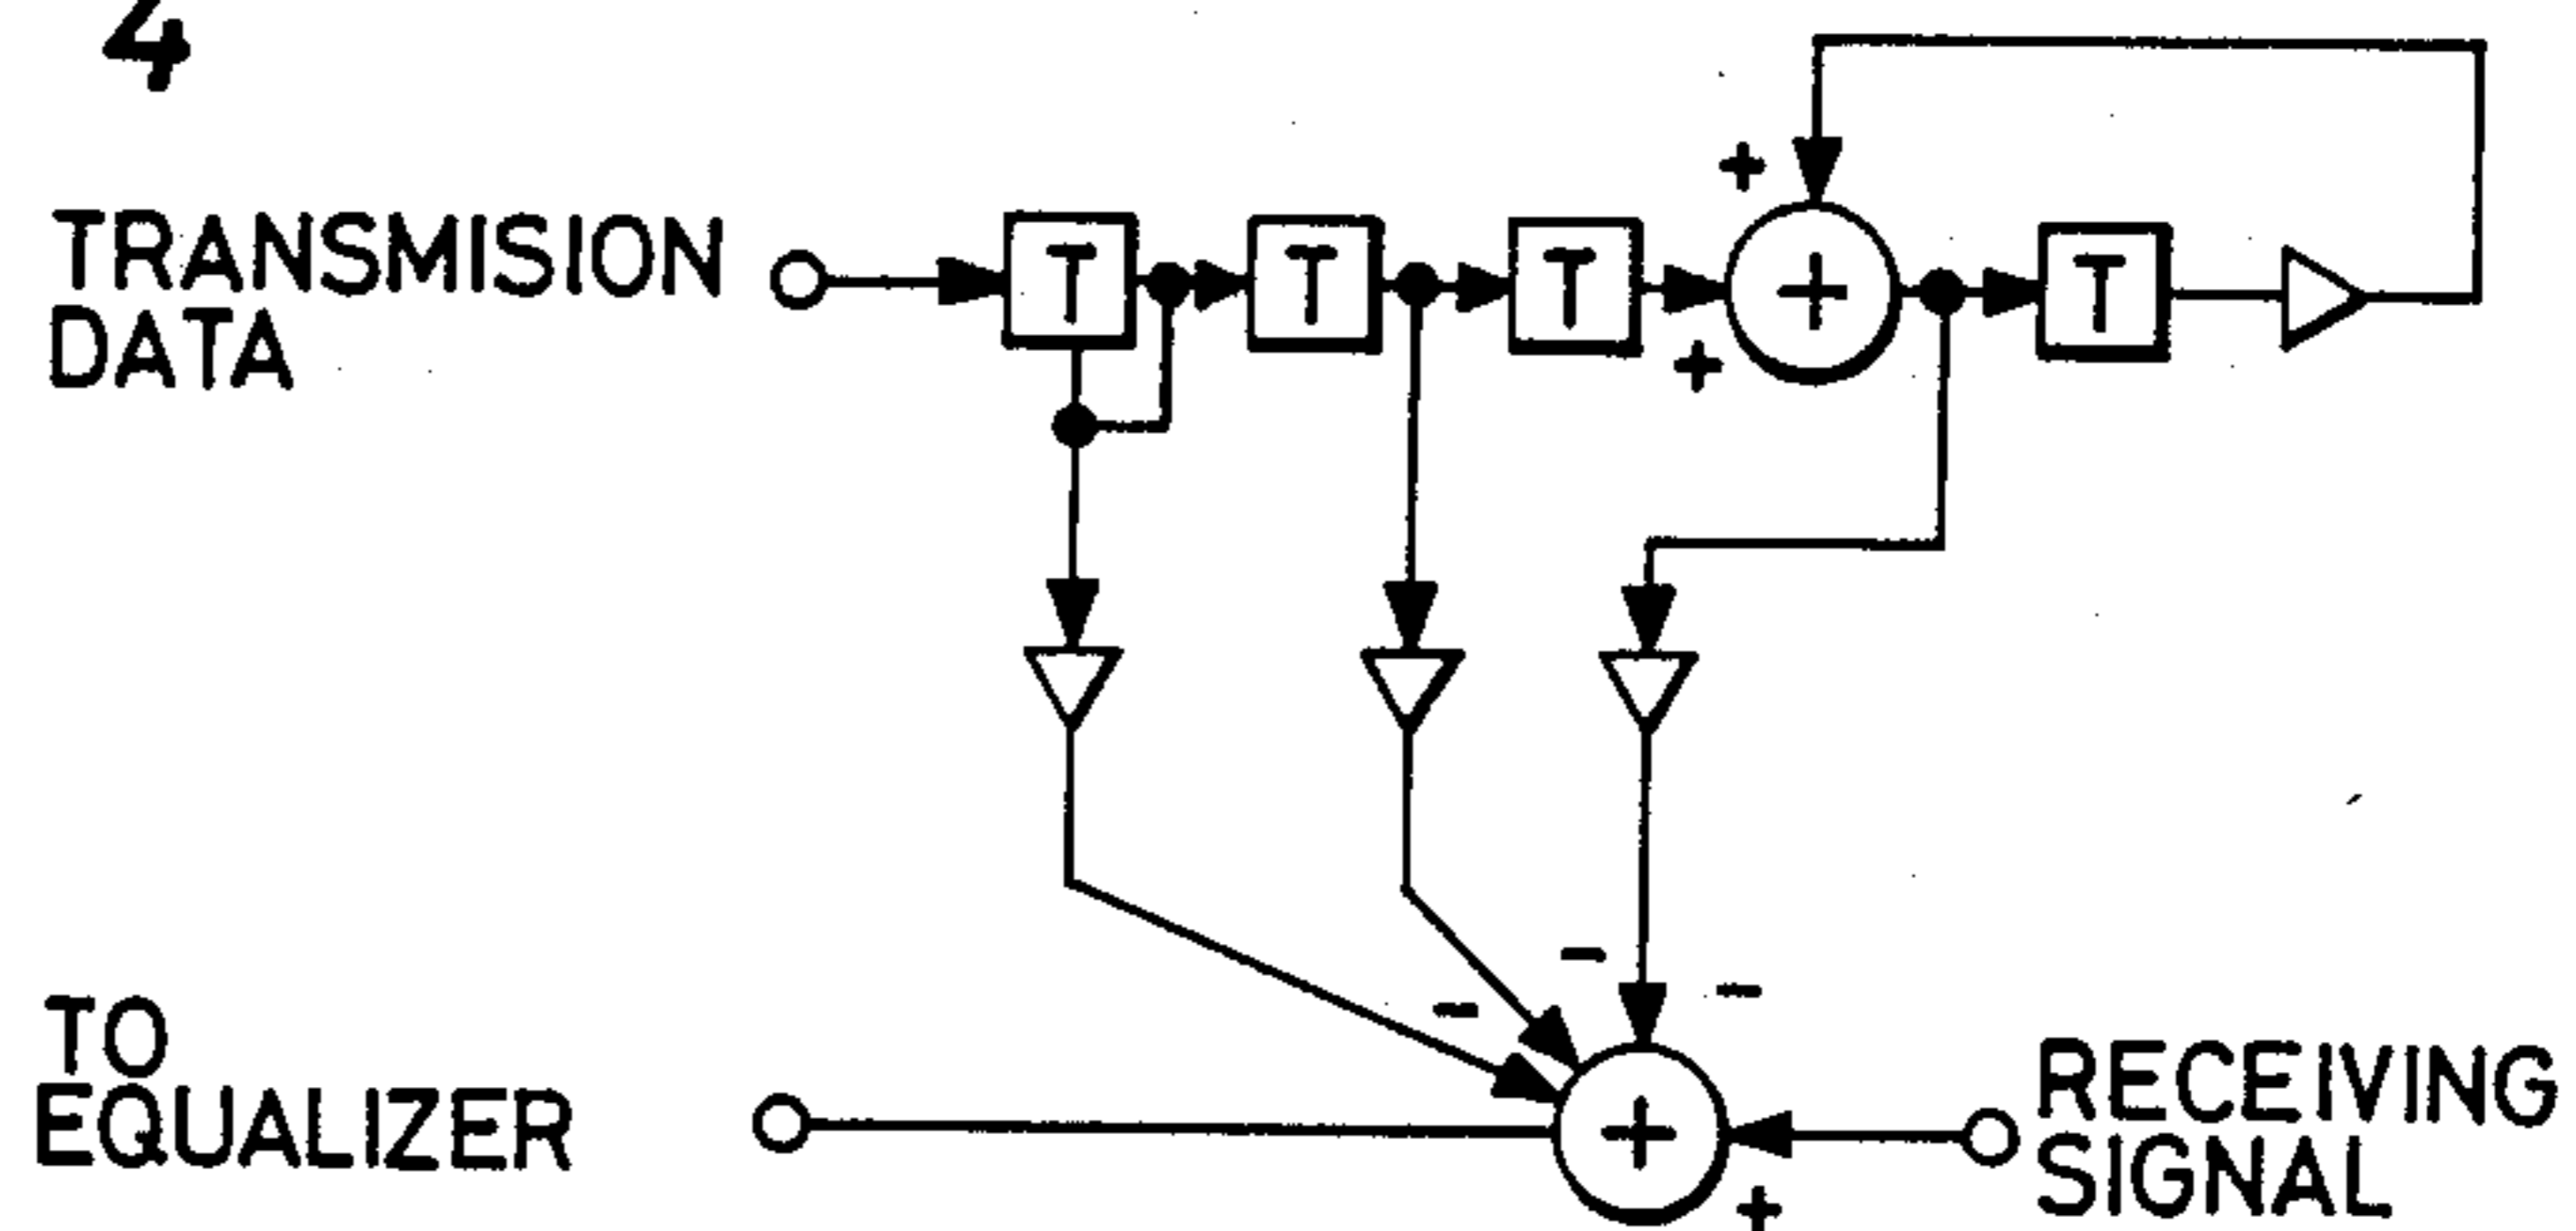 4
TRANSMISION
DATA
T T T + T
+
+
-
-
-
TO
EQUALIZER
+
RECEIVING
SIGNAL
+